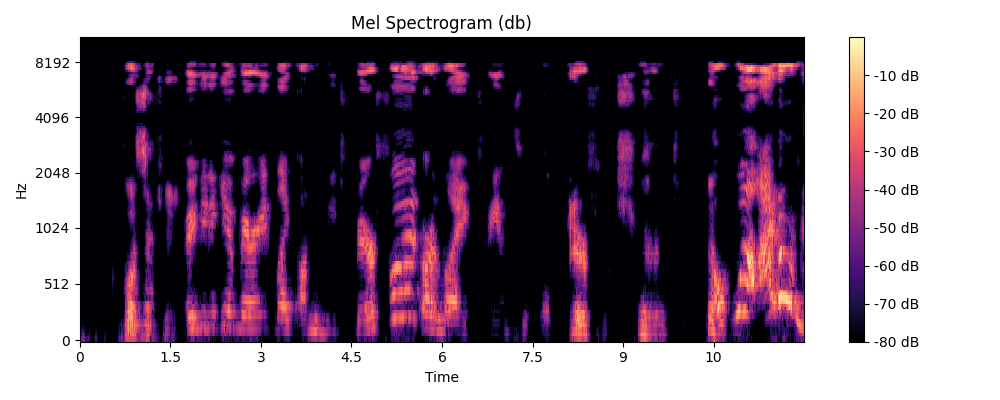 Mel Spectrogram (db)
8192
4096
2048
1024
512
0
Hz
0 1.5 3 4.5 6 7.5 9 10
Time
-10 dB
-20 dB
-30 dB
-40 dB
-50 dB
-60 dB
-70 dB
-80 dB